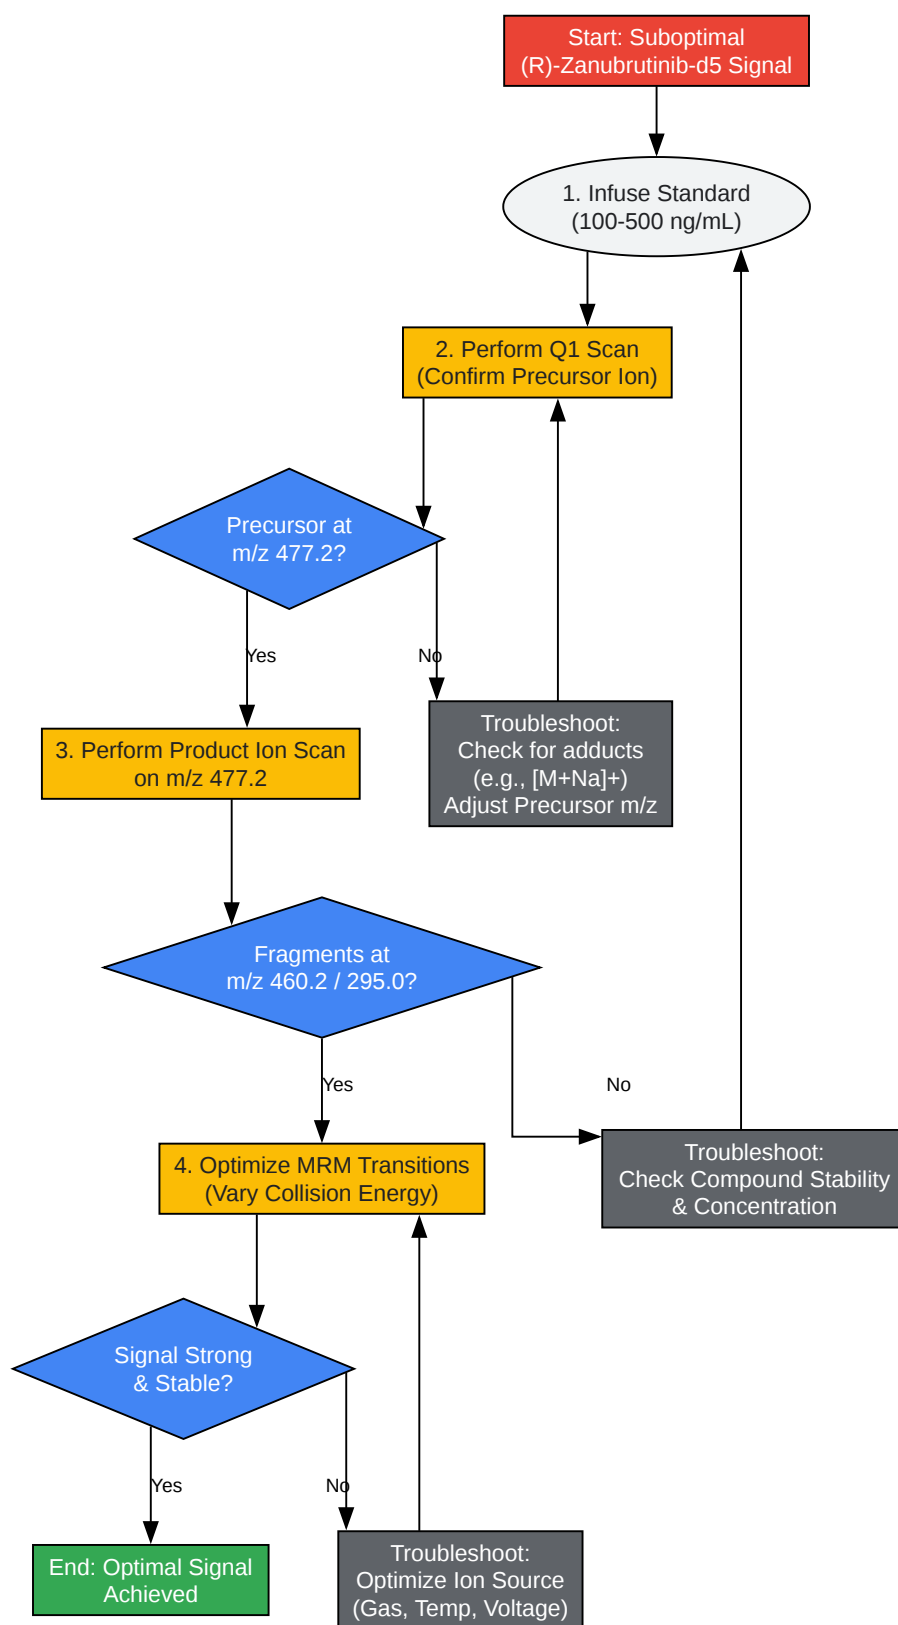 Start: Suboptimal
(R)-Zanubrutinib-d5 Signal
1. Infuse Standard
(100-500 ng/mL)
2. Perform Q1 Scan
(Confirm Precursor Ion)
Precursor at
m/z 477.2?
Yes
No
3. Perform Product Ion Scan
on m/z 477.2
Troubleshoot:
Check for adducts
(e.g., [M+Na]+)
Adjust Precursor m/z
Fragments at
m/z 460.2 / 295.0?
Yes
No
4. Optimize MRM Transitions
(Vary Collision Energy)
Troubleshoot:
Check Compound Stability
& Concentration
Signal Strong
& Stable?
Yes
No
End: Optimal Signal
Achieved
Troubleshoot:
Optimize Ion Source
(Gas, Temp, Voltage)